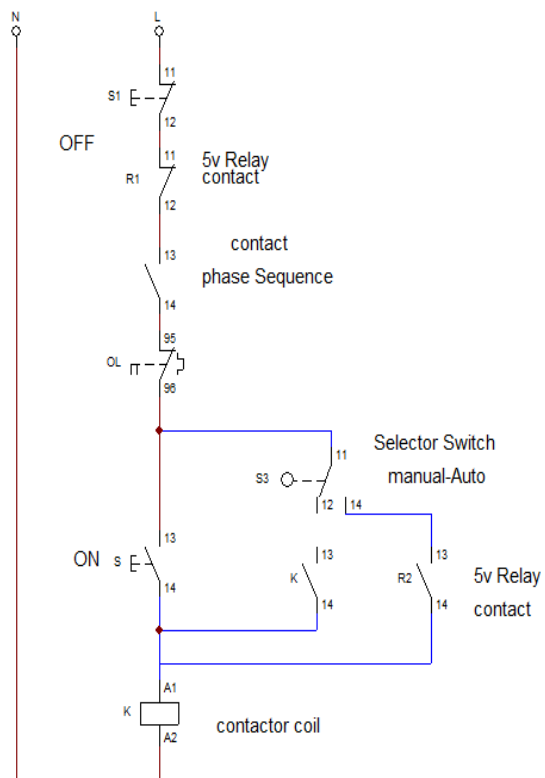 N L
11
S1
12
OFF
11
5v Relay
R1
contact
12
contact
13
phase Sequence
14
95
OL
96
Selector Switch
11
manual-Auto
S3
12 14
13 13 13
ON S K R2 5v Relay
14 14 14
contact
A1
K
contactor coil
A2